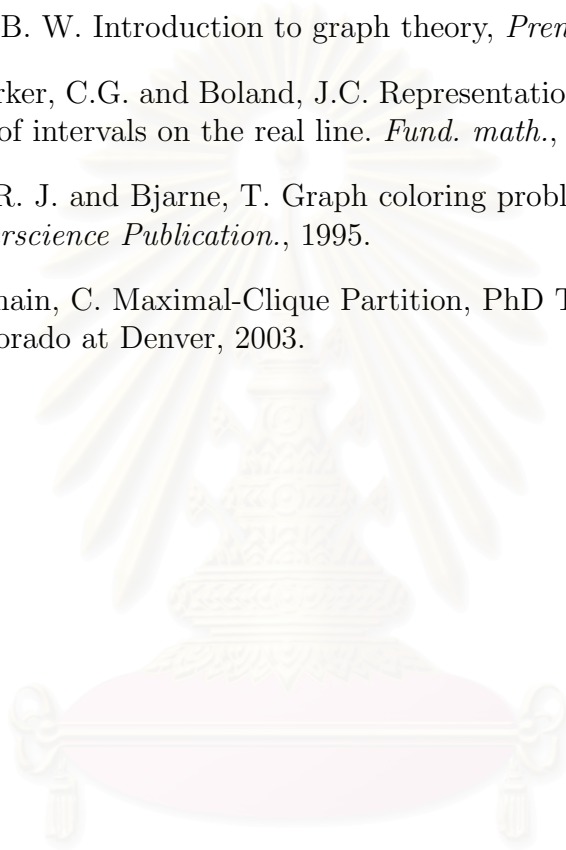 B. W. Introduction to graph theory, Pren
rker, C.G. and Boland, J.C. Representatio
of intervals on the real line. Fund. math.,
R. J. and Bjarne, T. Graph coloring probl
rscience Publication., 1995.
nain, C. Maximal-Clique Partition, PhD T
orado at Denver, 2003.